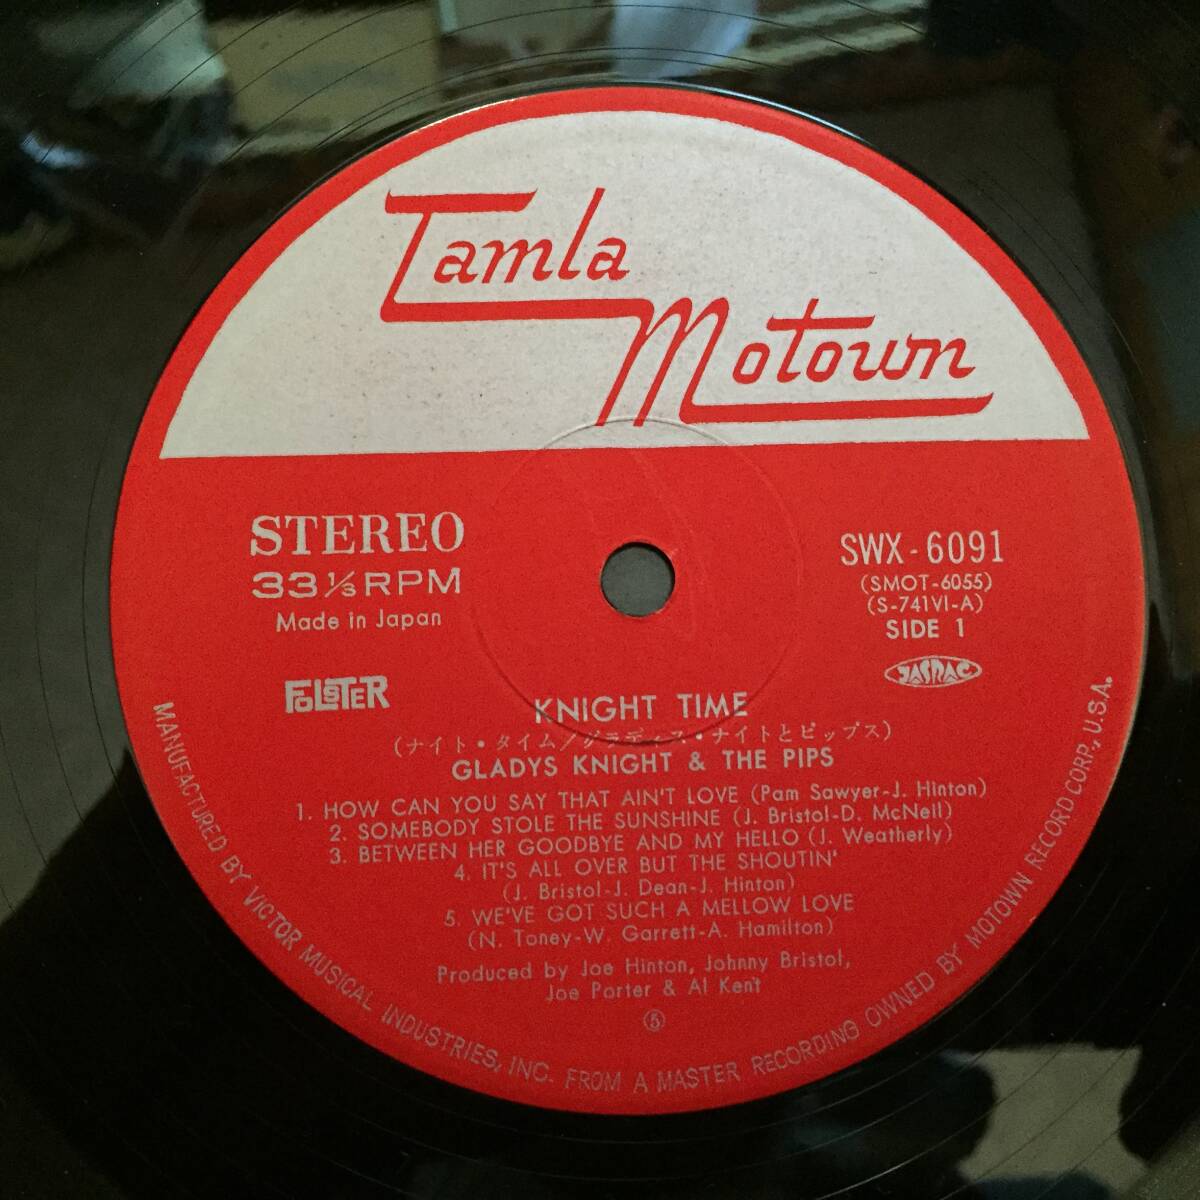 Tamla
Motown
STEREO
33 1/3 RPM
Made in Japan
SWX-6091
(SMOT-6055)
(S-741VI-A)
SIDE 1
JASRAC
FOLSTER
KNIGHT TIME
(ナイト・タイム/グラディス・ナイトとピップス)
GLADYS KNIGHT & THE PIPS
1. HOW CAN YOU SAY THAT AIN'T LOVE (Pam Sawyer-J. Hinton)
2. SOMEBODY STOLE THE SUNSHINE (J. Bristol-D. McNeil)
3. BETWEEN HER GOODBYE AND MY HELLO (J. Weatherly)
4. IT'S ALL OVER BUT THE SHOUTIN'
(J. Bristol-J. Dean-J. Hinton)
5. WE'VE GOT SUCH A MELLOW LOVE
(N. Toney-W. Garrett-A. Hamilton)
Produced by Joe Hinton, Johnny Bristol,
Joe Porter & Al Kent
⑤
MANUFACTURED BY VICTOR MUSICAL INDUSTRIES, INC. FROM A MASTER RECORDING OWNED BY MOTOWN RECORD CORP., U.S.A.